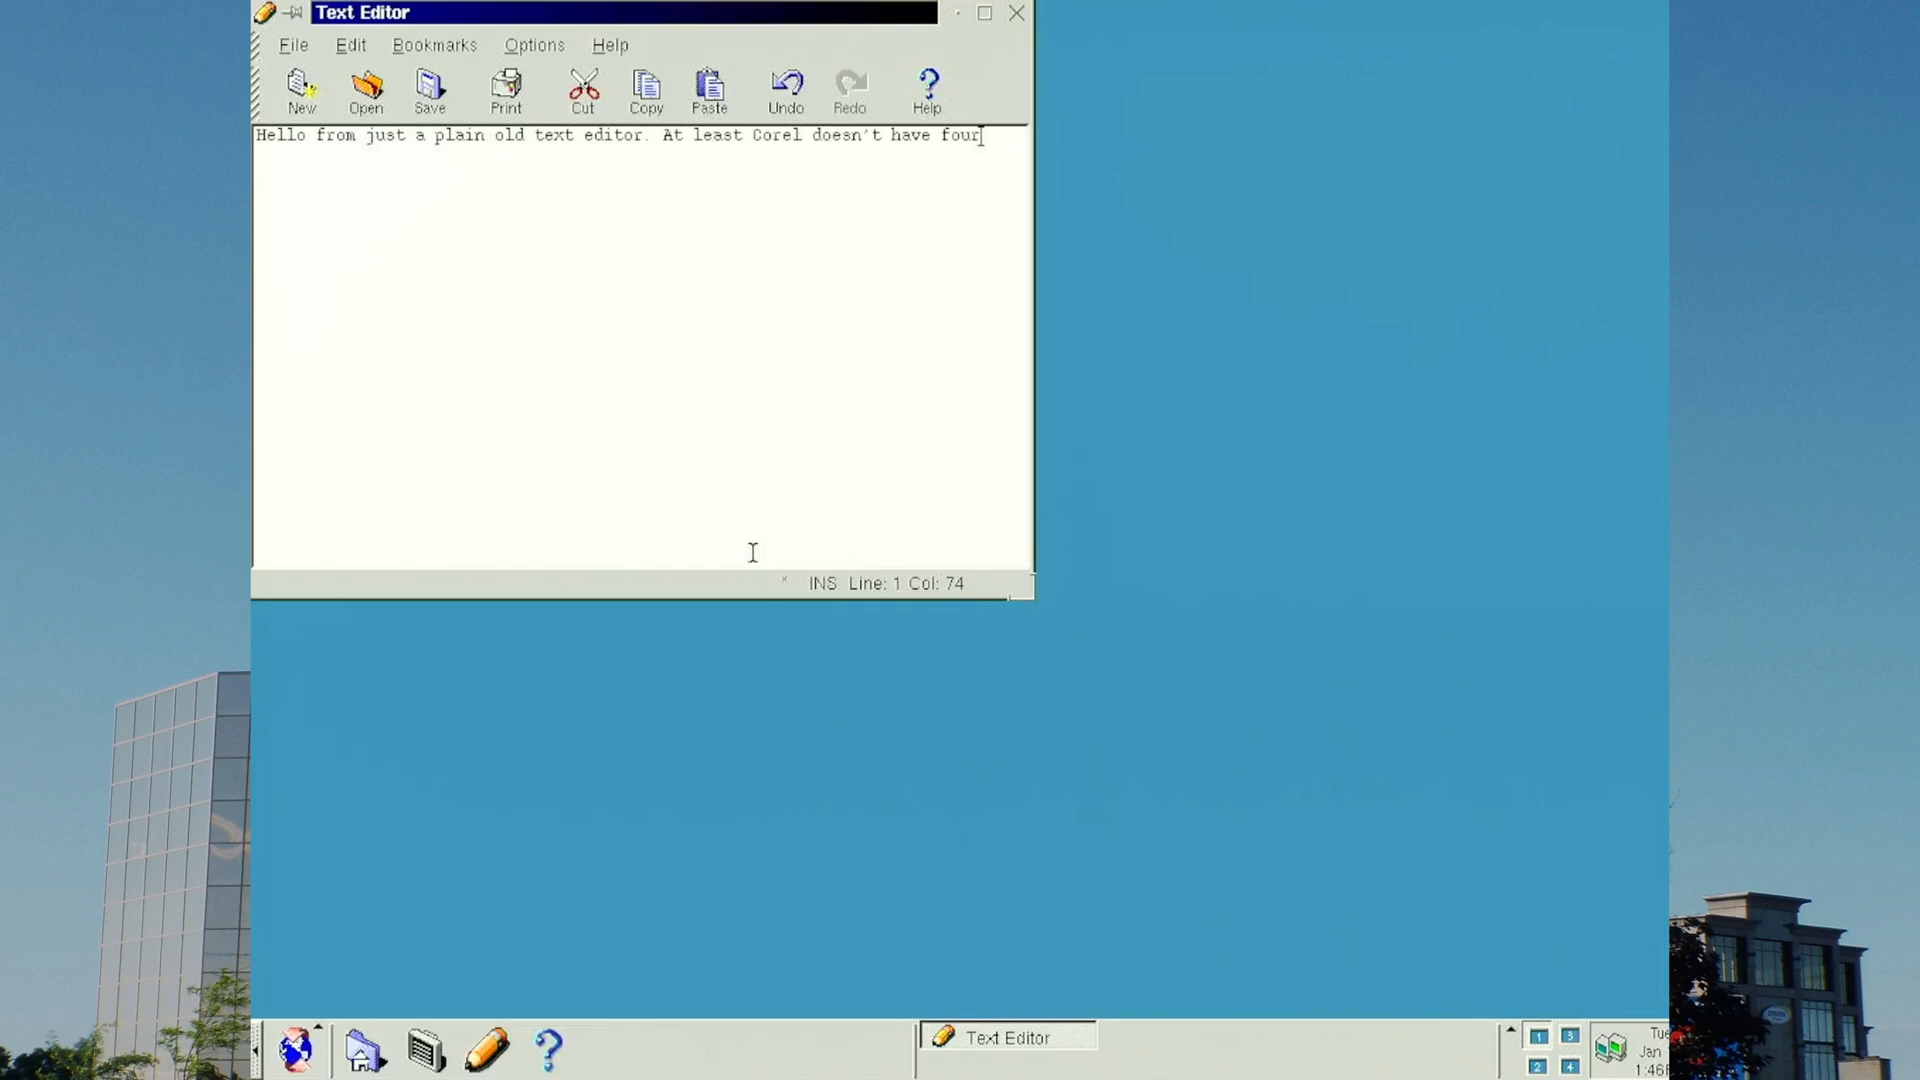 Text Editor
File Edit Bookmarks Options Help
New Open Save Print Cut Copy Paste Undo Redo Help
Hello from just a plain old text editor. At least Corel doesn't have four
INS Line: 1 Col: 74
Text Editor
1 3
2 4
Tue
Jan
1:46